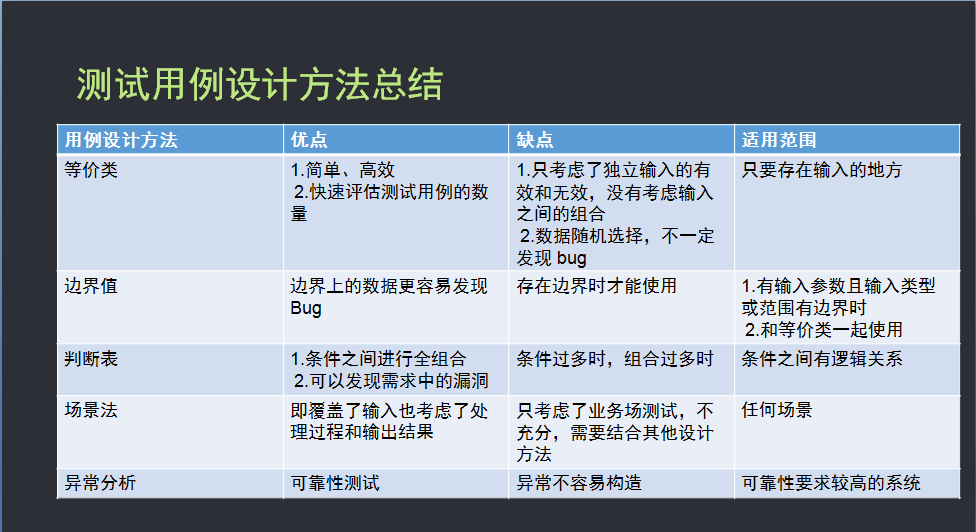 测试用例设计方法总结
用例设计方法 优点 缺点 适用范围
等价类
1.简单、高效
2.快速评估测试用例的数
量
1.只考虑了独立输入的有
效和无效，没有考虑输入
之间的组合
2.数据随机选择，不一定
发现 bug
只要存在输入的地方
边界值
边界上的数据更容易发现
Bug
存在边界时才能使用
1.有输入参数且输入类型
或范围有边界时
2.和等价类一起使用
判断表
1.条件之间进行全组合
2.可以发现需求中的漏洞
条件过多时，组合过多时
条件之间有逻辑关系
场景法
即覆盖了输入也考虑了处
理过程和输出结果
只考虑了业务场测试，不
充分，需要结合其他设计
方法
任何场景
异常分析
可靠性测试
异常不容易构造
可靠性要求较高的系统